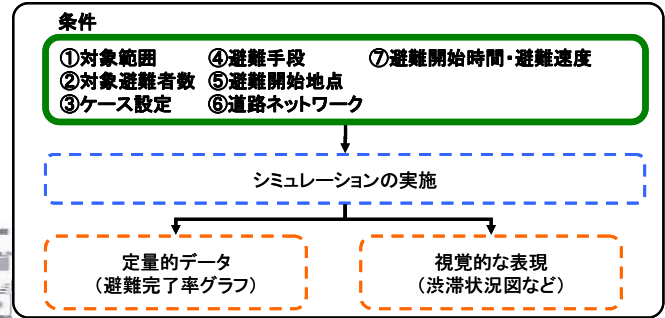 条件
①対象範囲 ④避難手段 ⑦避難開始時間・避難速度
②対象避難者数 ⑤避難開始地点
③ケース設定 ⑥道路ネットワーク
シミュレーションの実施
定量的データ
(避難完了率グラフ)
視覚的な表現
(渋滞状況図など)